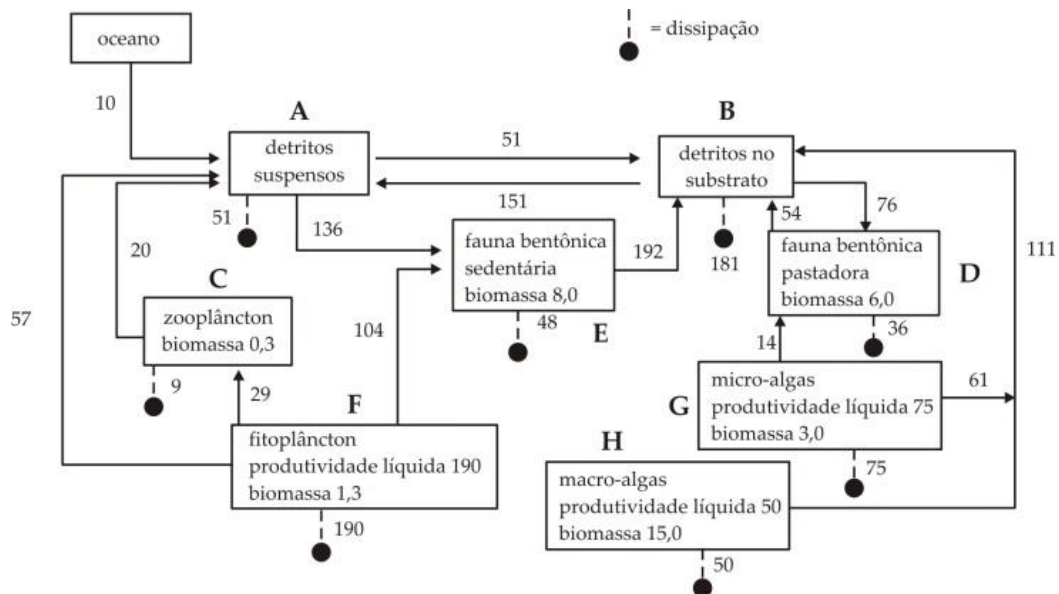 oceano
= dissipação
10
A
B
detritos
suspensos
51
detritos no
substrato
151
51
136
54
76
181
111
20
fauna bentônica
sedentária
biomassa 8,0
192
fauna bentônica
pastadora
biomassa 6,0
D
C
57
zooplâncton
biomassa 0,3
104
48
E
14
36
9
29
F
G
micro-algas
produtividade líquida 75
biomassa 3,0
61
fitoplâncton
produtividade líquida 190
biomassa 1,3
H
75
macro-algas
produtividade líquida 50
biomassa 15,0
190
50